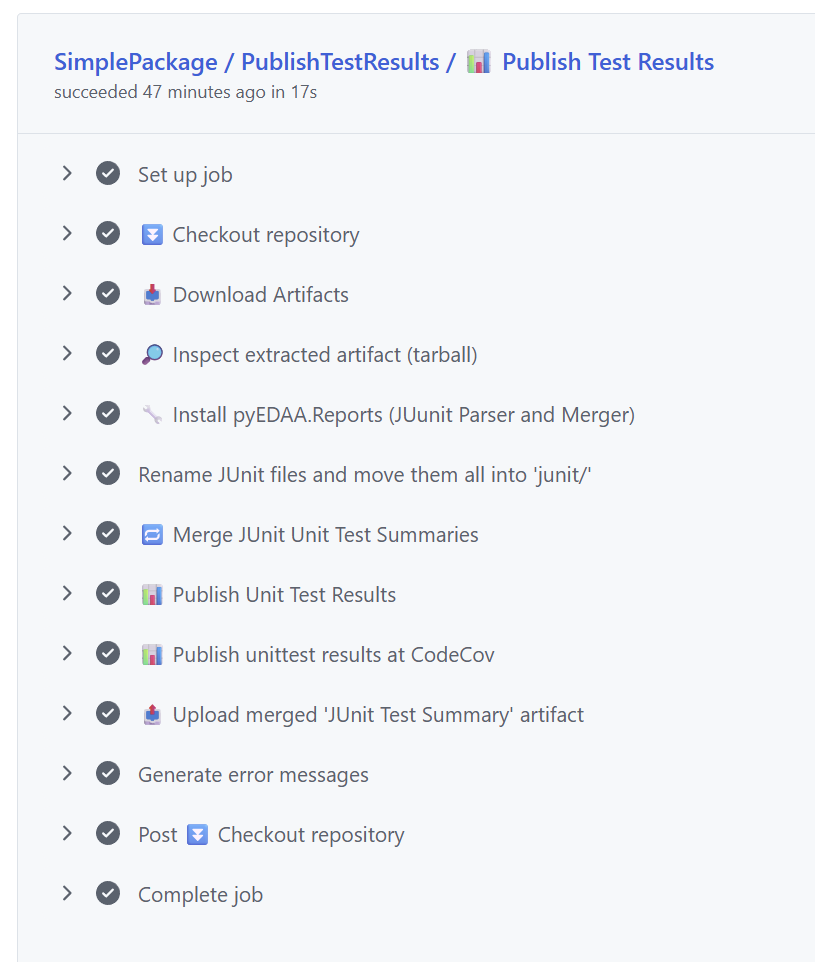 SimplePackage / PublishTestResults / 📊 Publish Test Results
succeeded 47 minutes ago in 17s
Set up job
⏬ Checkout repository
📥 Download Artifacts
🔎 Inspect extracted artifact (tarball)
🔧 Install pyEDAA.Reports (JUunit Parser and Merger)
Rename JUnit files and move them all into 'junit/'
🔁 Merge JUnit Unit Test Summaries
📊 Publish Unit Test Results
📊 Publish unittest results at CodeCov
📤 Upload merged 'JUnit Test Summary' artifact
Generate error messages
Post ⏬ Checkout repository
Complete job